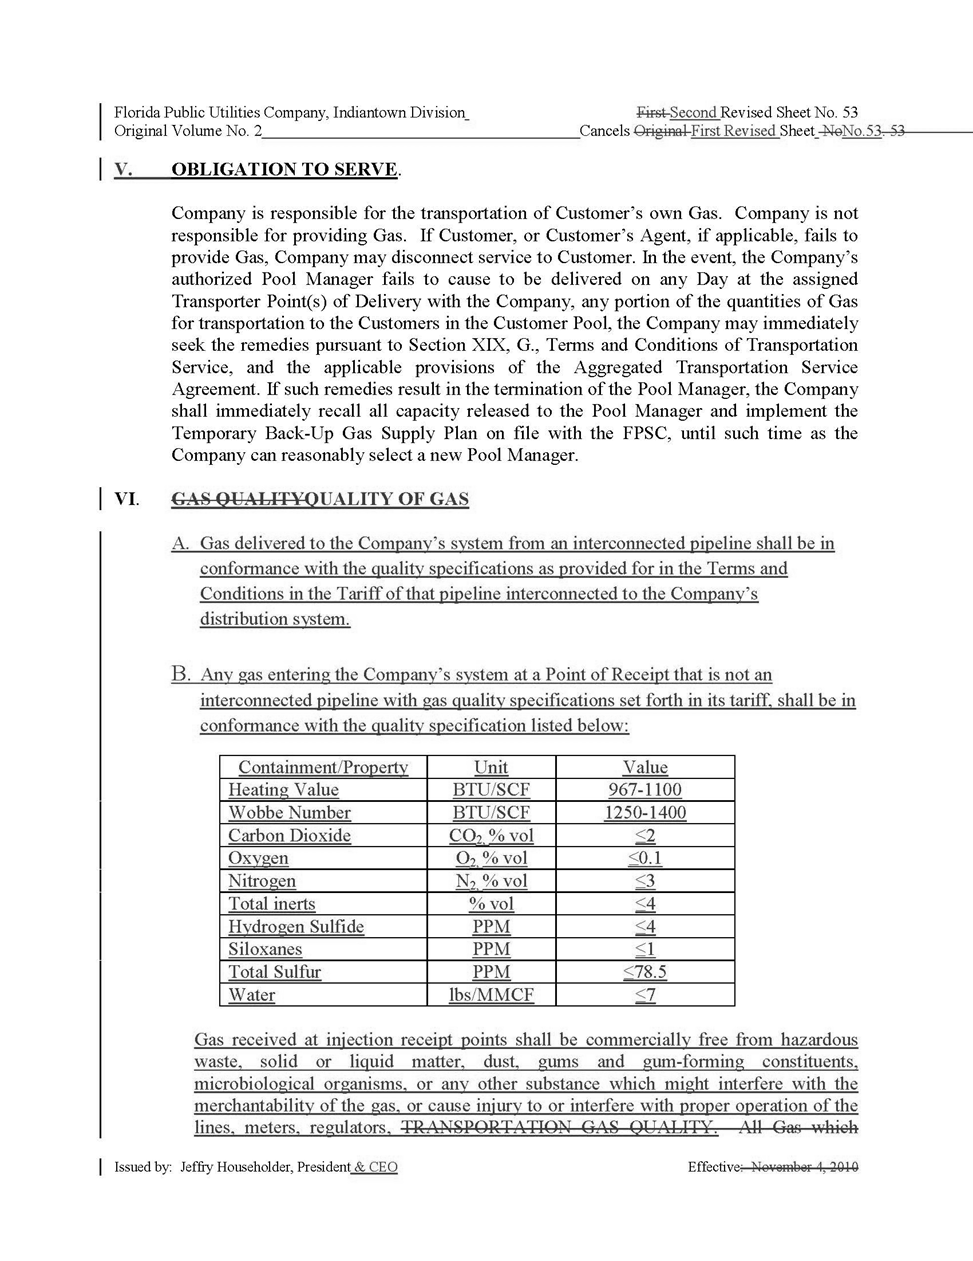 Florida Public Utilities Company, Indiantown Division First Second Revised Sheet No. 53
Original Volume No. 2 Cancels Original First Revised Sheet NoNo.53. 53
V. OBLIGATION TO SERVE.
Company is responsible for the transportation of Customer’s own Gas. Company is not
responsible for providing Gas. If Customer, or Customer’s Agent, if applicable, fails to
provide Gas, Company may disconnect service to Customer. In the event, the Company’s
authorized Pool Manager fails to cause to be delivered on any Day at the assigned
Transporter Point(s) of Delivery with the Company, any portion of the quantities of Gas
for transportation to the Customers in the Customer Pool, the Company may immediately
seek the remedies pursuant to Section XIX, G., Terms and Conditions of Transportation
Service, and the applicable provisions of the Aggregated Transportation Service
Agreement. If such remedies result in the termination of the Pool Manager, the Company
shall immediately recall all capacity released to the Pool Manager and implement the
Temporary Back-Up Gas Supply Plan on file with the FPSC, until such time as the
Company can reasonably select a new Pool Manager.
VI. GAS QUALITYQUALITY OF GAS
A. Gas delivered to the Company’s system from an interconnected pipeline shall be in
conformance with the quality specifications as provided for in the Terms and
Conditions in the Tariff of that pipeline interconnected to the Company’s
distribution system.
B. Any gas entering the Company’s system at a Point of Receipt that is not an
interconnected pipeline with gas quality specifications set forth in its tariff, shall be in
conformance with the quality specification listed below:
Containment/Property Unit Value
Heating Value BTU/SCF 967-1100
Wobbe Number BTU/SCF 1250-1400
Carbon Dioxide CO2, % vol ≤2
Oxygen O2, % vol ≤0.1
Nitrogen N2, % vol ≤3
Total inerts % vol ≤4
Hydrogen Sulfide PPM ≤4
Siloxanes PPM ≤1
Total Sulfur PPM ≤78.5
Water lbs/MMCF ≤7
Gas received at injection receipt points shall be commercially free from hazardous
waste, solid or liquid matter, dust, gums and gum-forming constituents,
microbiological organisms, or any other substance which might interfere with the
merchantability of the gas, or cause injury to or interfere with proper operation of the
lines, meters, regulators, TRANSPORTATION GAS QUALITY. All Gas which
Issued by: Jeffry Householder, President & CEO Effective: November 4, 2010